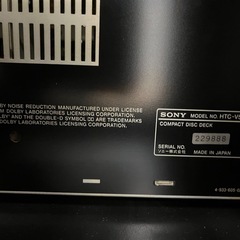 BY NOISE REDUCTION MANUFACTURED UNDER LICENSE
M DOLBY LABORATORIES LICENSING CORPORATION.
LBY' AND THE DOUBLE-D SYMBOL DD ARE TRADEMARKS
DOLBY LABORATORIES LICENSING CORPORATION.
SONY MODEL NO. HTC-V5
COMPACT DISC DECK
SERIAL NO. 229888
ソニー株式会社 MADE IN JAPAN